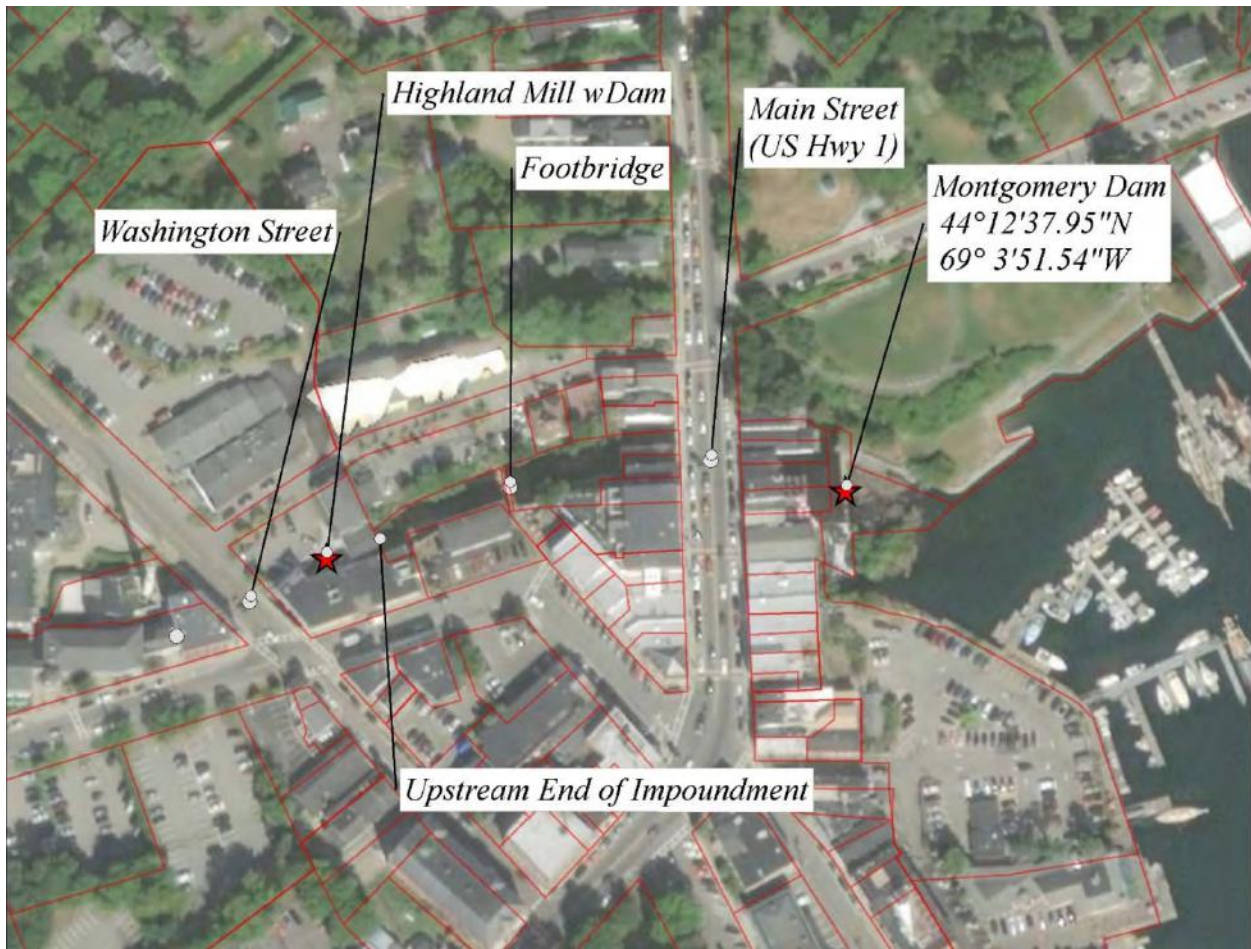 Highland Mill wDam
Main Street
(US Hwy 1)
Footbridge
Montgomery Dam
44°12'37.95"N
69° 3'51.54"W
Washington Street
Upstream End of Impoundment